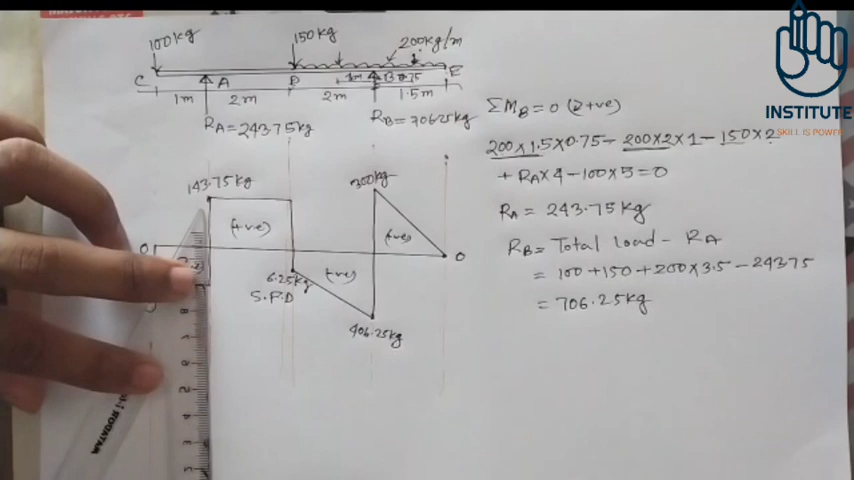 100kg
150kg
200kg/m
C
A
D
1m
B
0.75
E
1m
2m
2m
1.5m
RA=243.75kg
RB=706.25kg
ΣMB=0 (2+ve)
200×1.5×0.75-200×2×1-150×2
+RA×4-100×5=0
RA=243.75kg
RB=Total load-RA
=100+150+200×3.5-243.75
=706.25kg
143.75kg
300kg
(+ve)
(+ve)
(+ve)
0
0
6.25kg
S.F.D
406.25kg
INSTITUTE
SKILL IS POWER